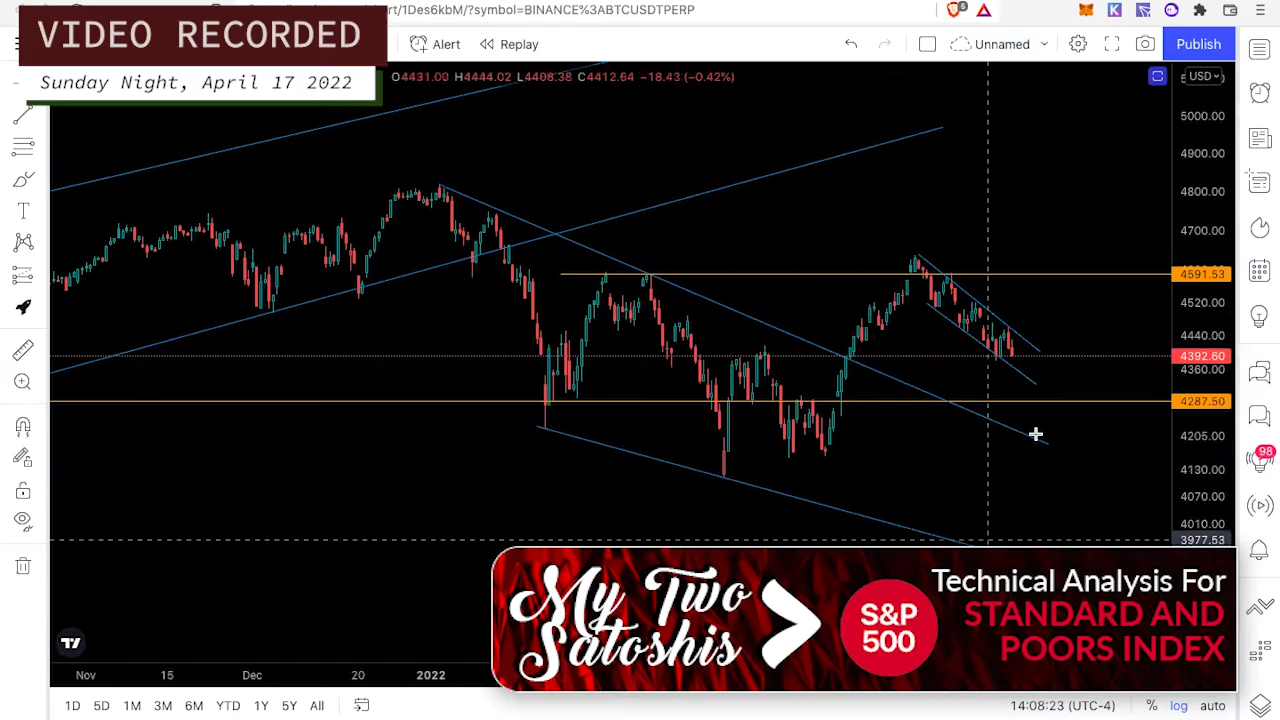 VIDEO RECORDED
Sunday Night, April 17 2022
1Des6kbM/?symbol=BINANCE%3ABTCUSDTPERP
Alert
Replay
Unnamed
Publish
O4431.00 H4444.02 L4408.38 C4412.64 −18.43 (−0.42%)
USD
5000.00
4900.00
4800.00
4700.00
4591.53
4520.00
4440.00
4392.60
4360.00
4287.50
4205.00
4130.00
4070.00
4010.00
3977.53
98
My Two Satoshis
S&P
500
Technical Analysis For
STANDARD AND
POORS INDEX
Nov
15
Dec
20
2022
1D 5D 1M 3M 6M YTD 1Y 5Y All
14:08:23 (UTC-4)
% log auto